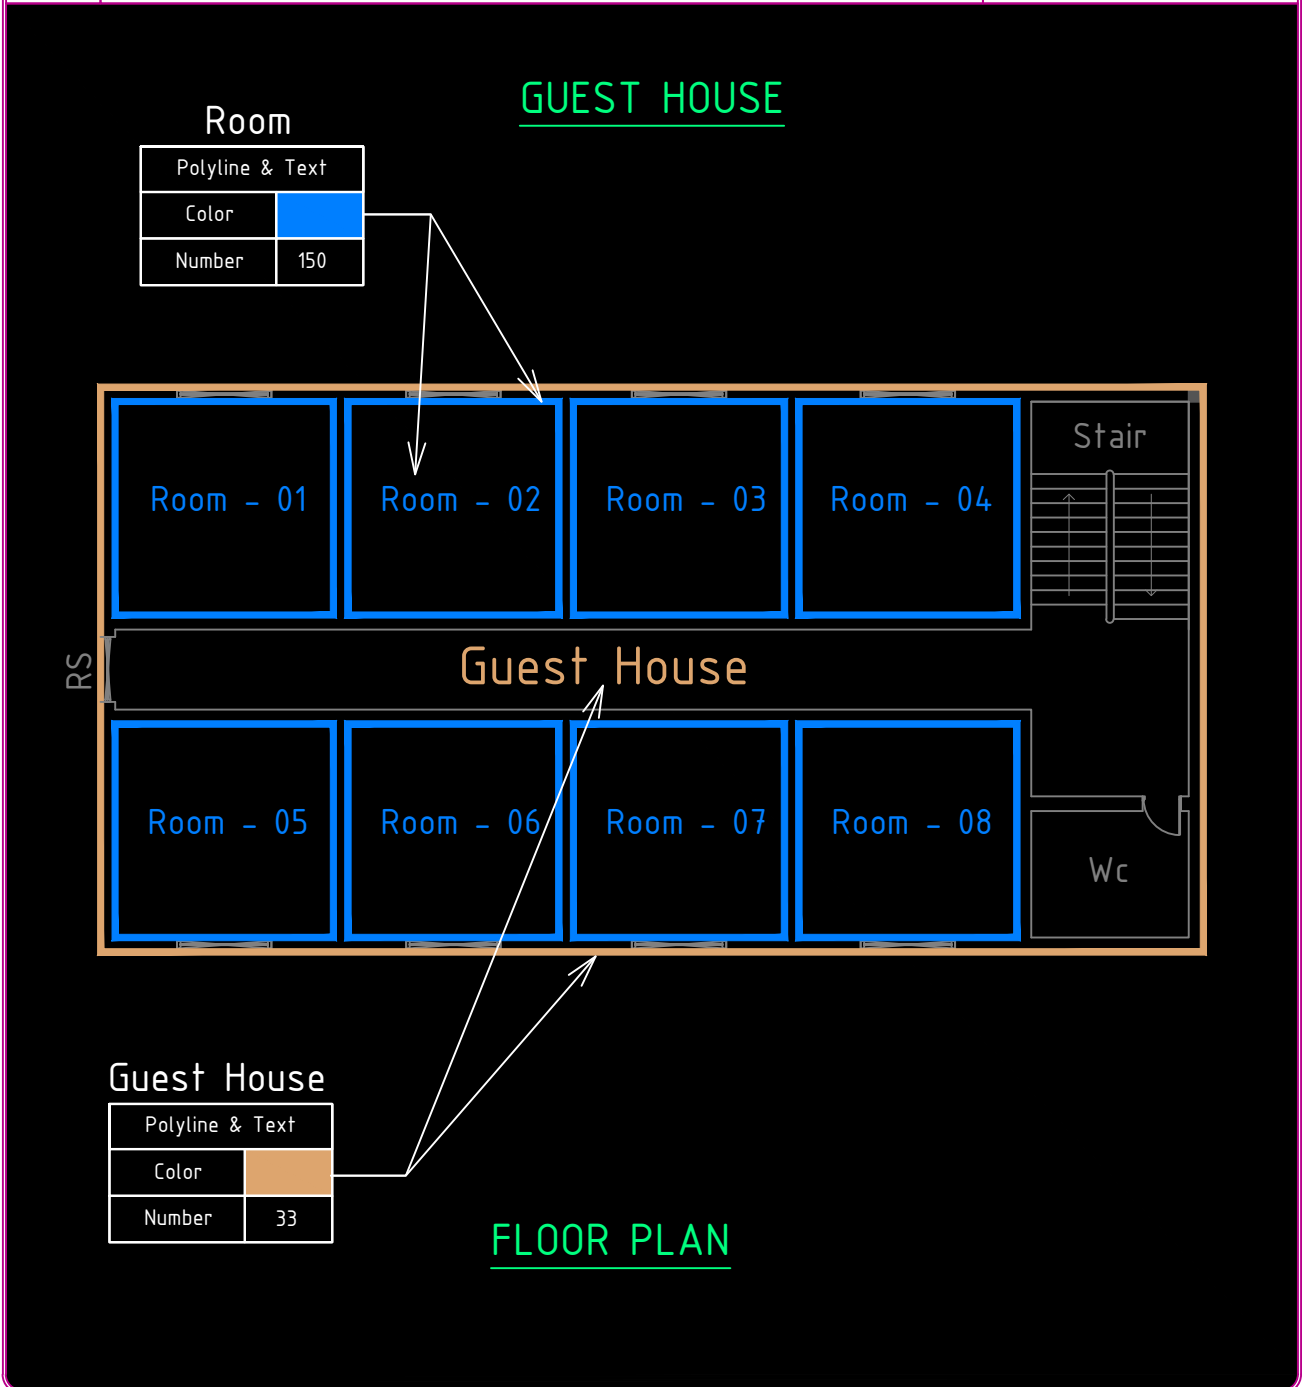 GUEST HOUSE
Room
Polyline & Text
Color
Number 150
Stair
Room - 01 Room - 02 Room - 03 Room - 04
RS
Guest House
Room - 05 Room - 06 Room - 07 Room - 08
Wc
Guest House
Polyline & Text
Color
Number 33
FLOOR PLAN